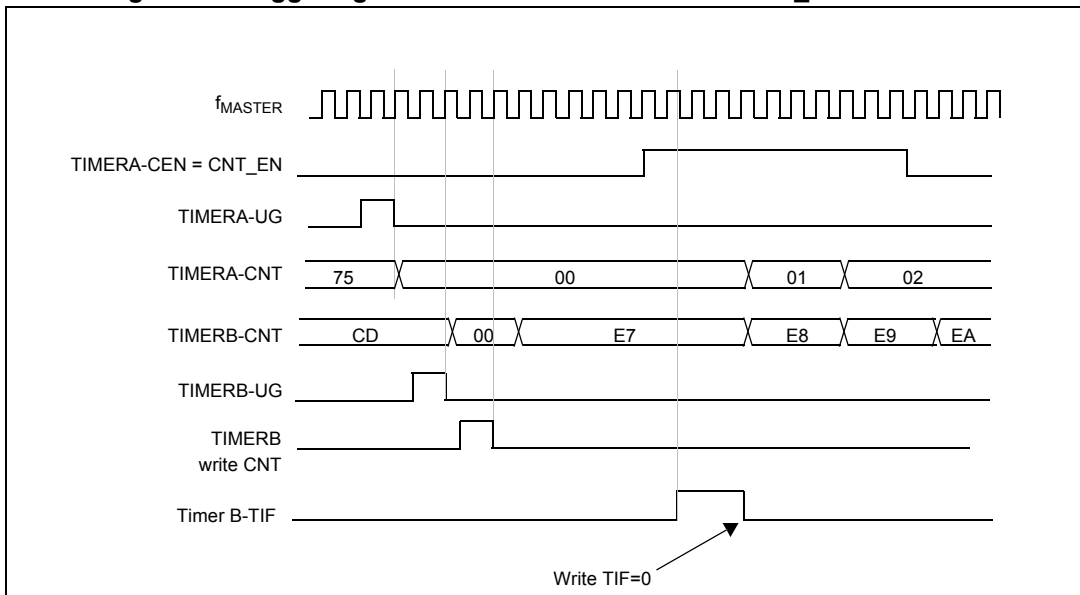 fMASTER
TIMERA-CEN = CNT_EN
TIMERA-UG
TIMERA-CNT 75 00 01 02
TIMERB-CNT CD 00 E7 E8 E9 EA
TIMERB-UG
TIMERB
write CNT
Timer B-TIF
Write TIF=0